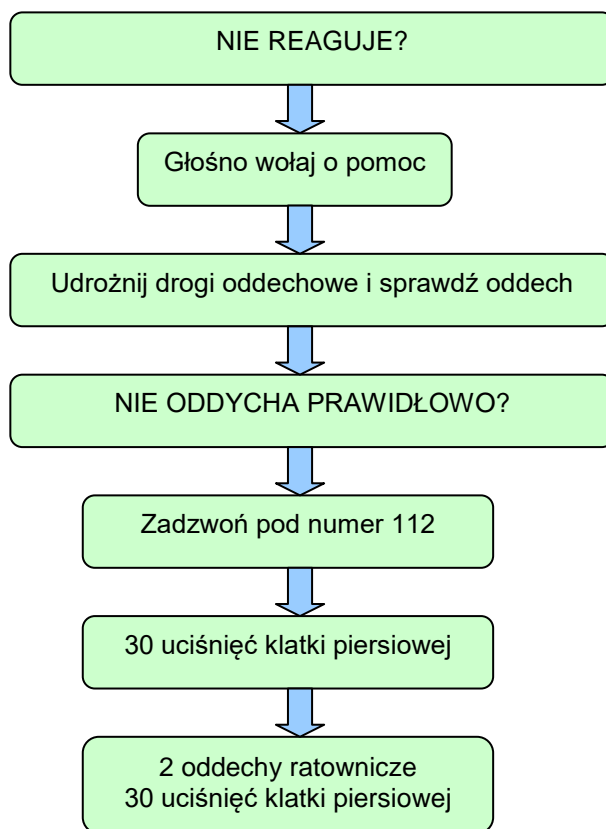 NIE REAGUJE?
Głośno wołaj o pomoc
Udrożnij drogi oddechowe i sprawdź oddech
NIE ODDYCHA PRAWIDŁOWO?
Zadzwoń pod numer 112
30 uciśnięć klatki piersiowej
2 oddechy ratownicze
30 uciśnięć klatki piersiowej